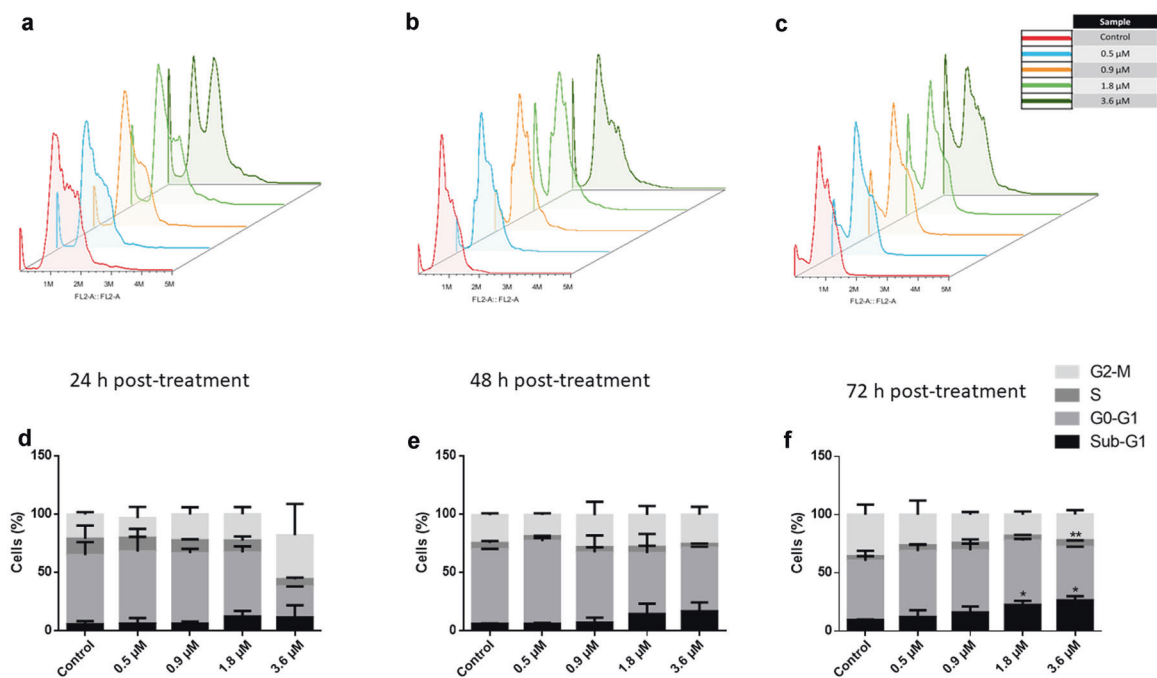 a
b
c
Sample
Control
0.5 µM
0.9 µM
1.8 µM
3.6 µM
1M 2M 3M 4M 5M
FL2-A:: FL2-A
1M 2M 3M 4M 5M
FL2-A:: FL2-A
1M 2M 3M 4M 5M
FL2-A:: FL2-A
24 h post-treatment
48 h post-treatment
72 h post-treatment
G2-M
S
G0-G1
Sub-G1
d
150
100
50
0
Cells (%)
Control
0.5 µM
0.9 µM
1.8 µM
3.6 µM
e
150
100
50
0
Cells (%)
Control
0.5 µM
0.9 µM
1.8 µM
3.6 µM
f
150
100
50
0
Cells (%)
**
* *
Control
0.5 µM
0.9 µM
1.8 µM
3.6 µM